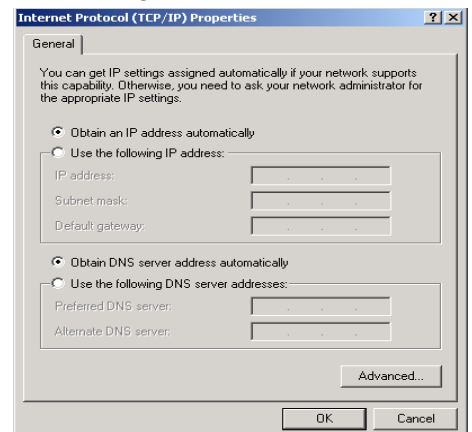 Internet Protocol (TCP/IP) Properties
General
You can get IP settings assigned automatically if your network supports
this capability. Otherwise, you need to ask your network administrator for
the appropriate IP settings.
Obtain an IP address automatically
Use the following IP address:
IP address:
Subnet mask:
Default gateway:
Obtain DNS server address automatically
Use the following DNS server addresses:
Preferred DNS server:
Alternate DNS server:
Advanced...
OK
Cancel